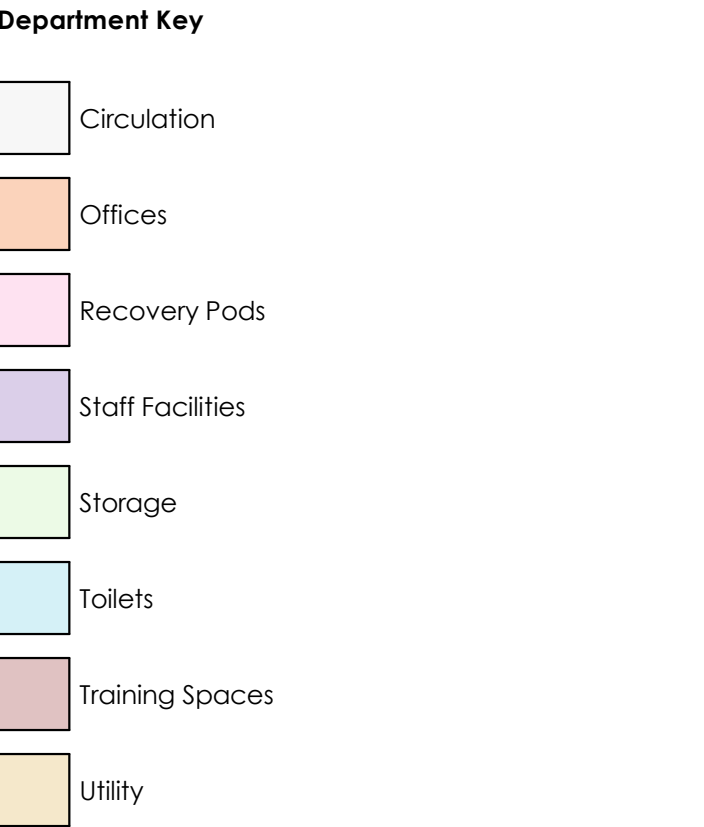 Department Key
Circulation
Offices
Recovery Pods
Staff Facilities
Storage
Toilets
Training Spaces
Utility